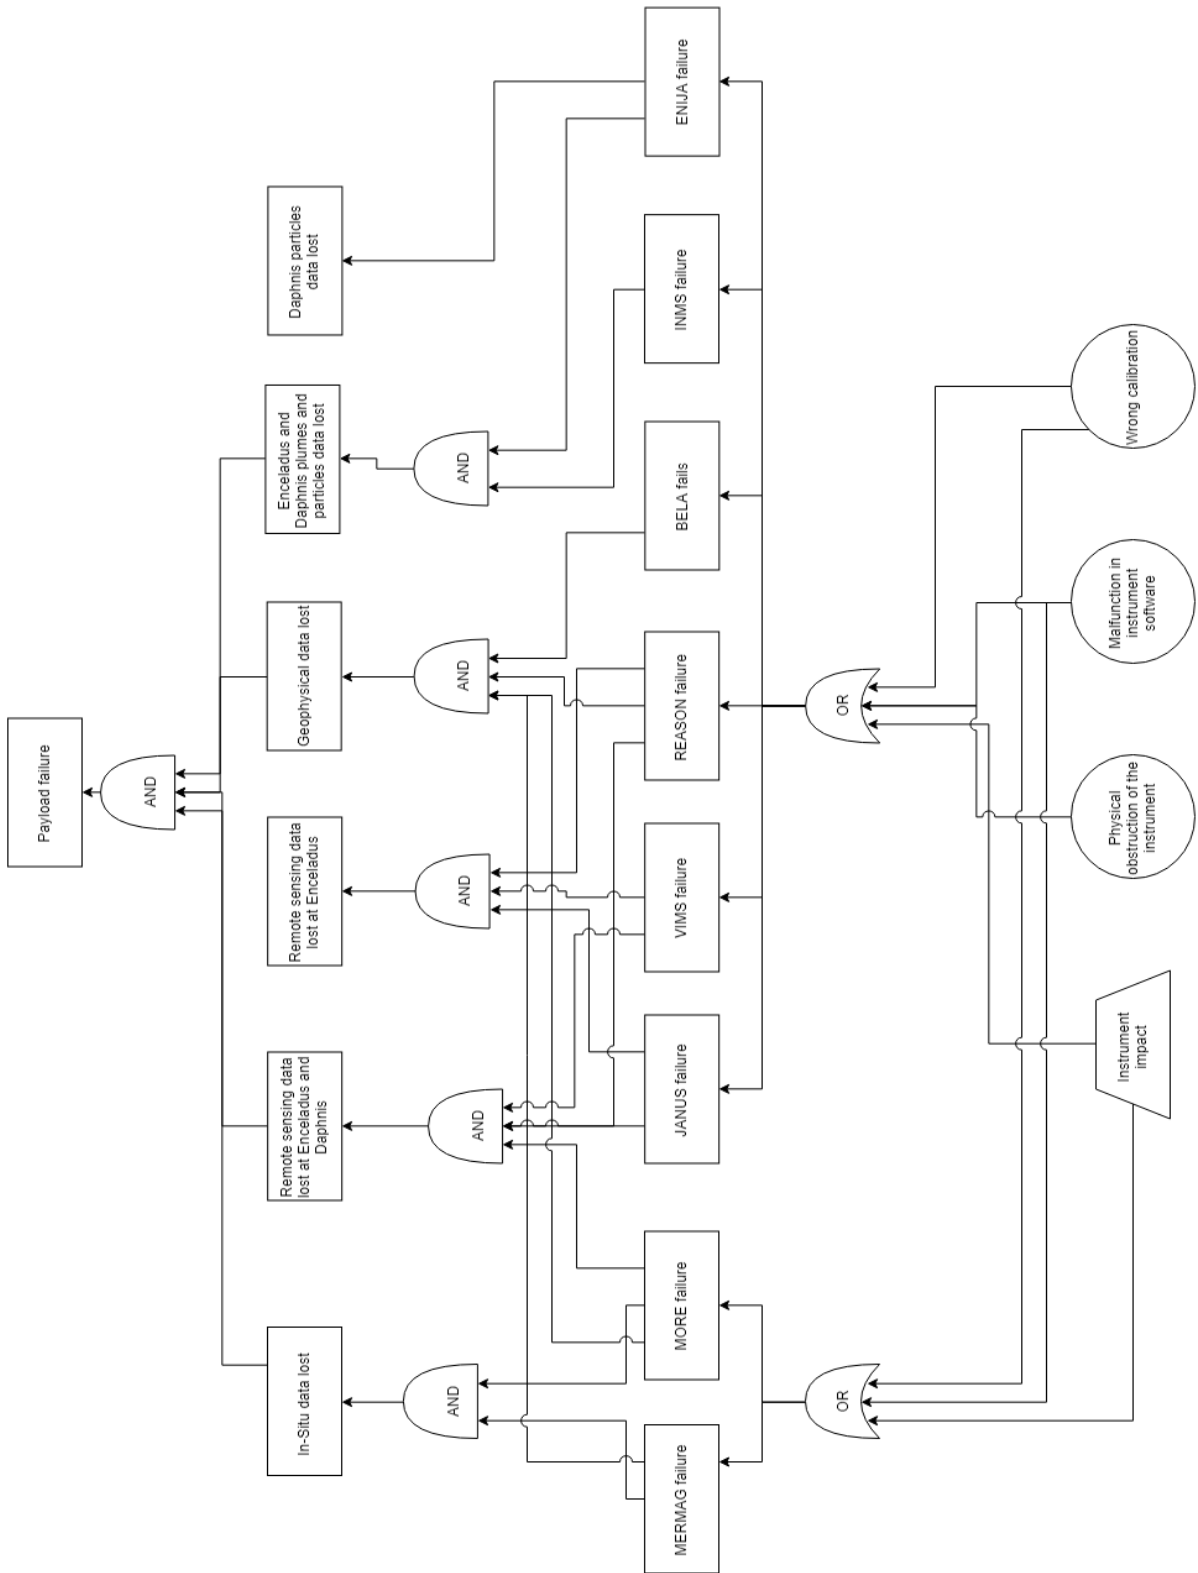 Payload failure
AND
In-Situ data lost
Remote sensing data
lost at Enceladus and
Daphnis
Remote sensing data
lost at Enceladus
Geophysical data lost
Enceladus and
Daphnis plumes and
particles data lost
Daphnis particles
data lost
AND
AND
AND
AND
AND
MERMAG failure
MORE failure
JANUS failure
VIMS failure
REASON failure
BELA fails
INMS failure
ENIJA failure
OR
OR
Instrument
impact
Physical
obstruction of the
instrument
Malfunction in
instrument
software
Wrong calibration